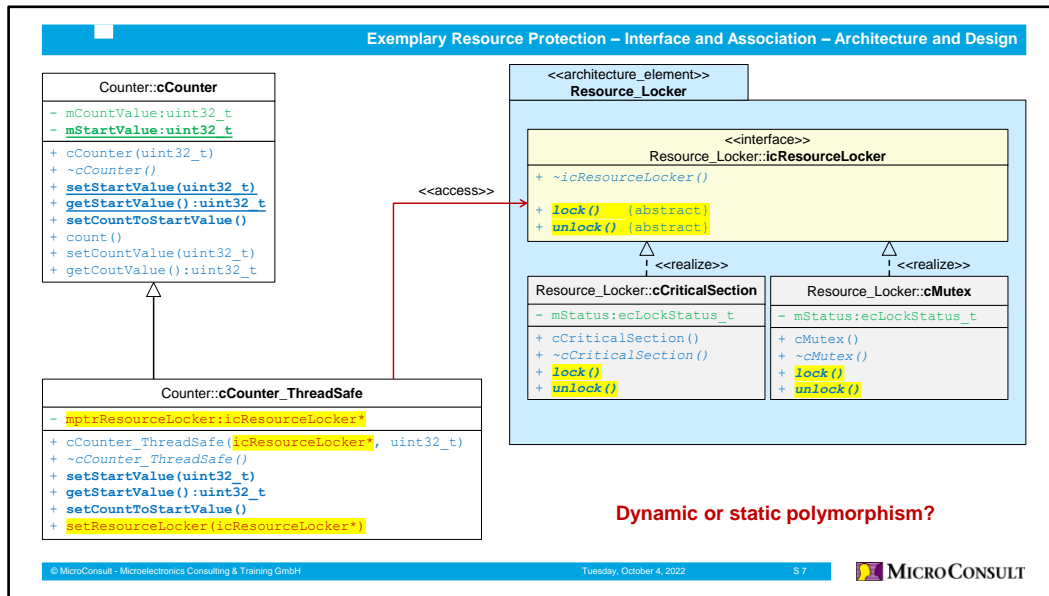 Exemplary Resource Protection – Interface and Association – Architecture and Design
Counter::cCounter
- mCountValue:uint32_t
- mStartValue:uint32_t
+ cCounter(uint32_t)
+ ~cCounter()
+ setStartValue(uint32_t)
+ getStartValue():uint32_t
+ setCountToStartValue()
+ count()
+ setCountValue(uint32_t)
+ getCoutValue():uint32_t
<<access>>
<<architecture_element>>
Resource_Locker
<<interface>>
Resource_Locker::icResourceLocker
+ ~icResourceLocker()
+ lock() {abstract}
+ unlock() {abstract}
<<realize>>
<<realize>>
Resource_Locker::cCriticalSection
- mStatus:ecLockStatus_t
+ cCriticalSection()
+ ~cCriticalSection()
+ lock()
+ unlock()
Resource_Locker::cMutex
- mStatus:ecLockStatus_t
+ cMutex()
+ ~cMutex()
+ lock()
+ unlock()
Counter::cCounter_ThreadSafe
- mptrResourceLocker:icResourceLocker*
+ cCounter_ThreadSafe(icResourceLocker*, uint32_t)
+ ~cCounter_ThreadSafe()
+ setStartValue(uint32_t)
+ getStartValue():uint32_t
+ setCountToStartValue()
+ setResourceLocker(icResourceLocker*)
Dynamic or static polymorphism?
© MicroConsult - Microelectronics Consulting & Training GmbH
Tuesday, October 4, 2022
S 7
MICROCONSULT